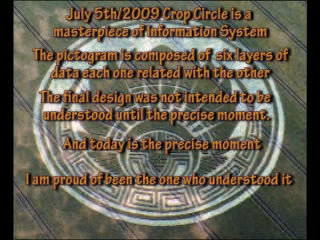 July 5th/2009 Crop Circle is a
masterpiece of Information System
The pictogram is composed of six layers of
data each one related with the other
The final design was not intended to be
understood until the precise moment.
And today is the precise moment
I am proud of been the one who understood it